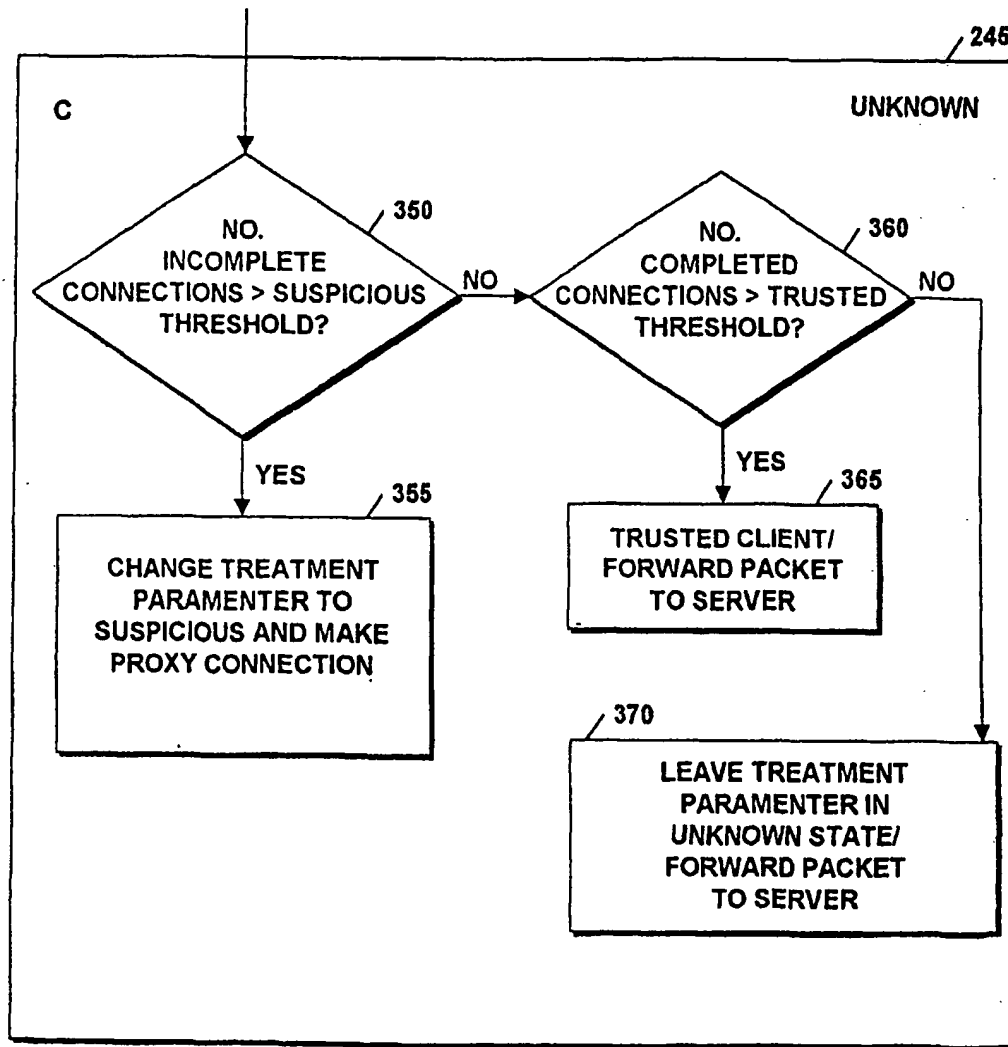 245
C
UNKNOWN
350
NO.
INCOMPLETE
CONNECTIONS > SUSPICIOUS
THRESHOLD?
NO
360
NO.
COMPLETED
CONNECTIONS > TRUSTED
THRESHOLD?
NO
YES
355
CHANGE TREATMENT
PARAMENTER TO
SUSPICIOUS AND MAKE
PROXY CONNECTION
YES
365
TRUSTED CLIENT/
FORWARD PACKET
TO SERVER
370
LEAVE TREATMENT
PARAMENTER IN
UNKNOWN STATE/
FORWARD PACKET
TO SERVER